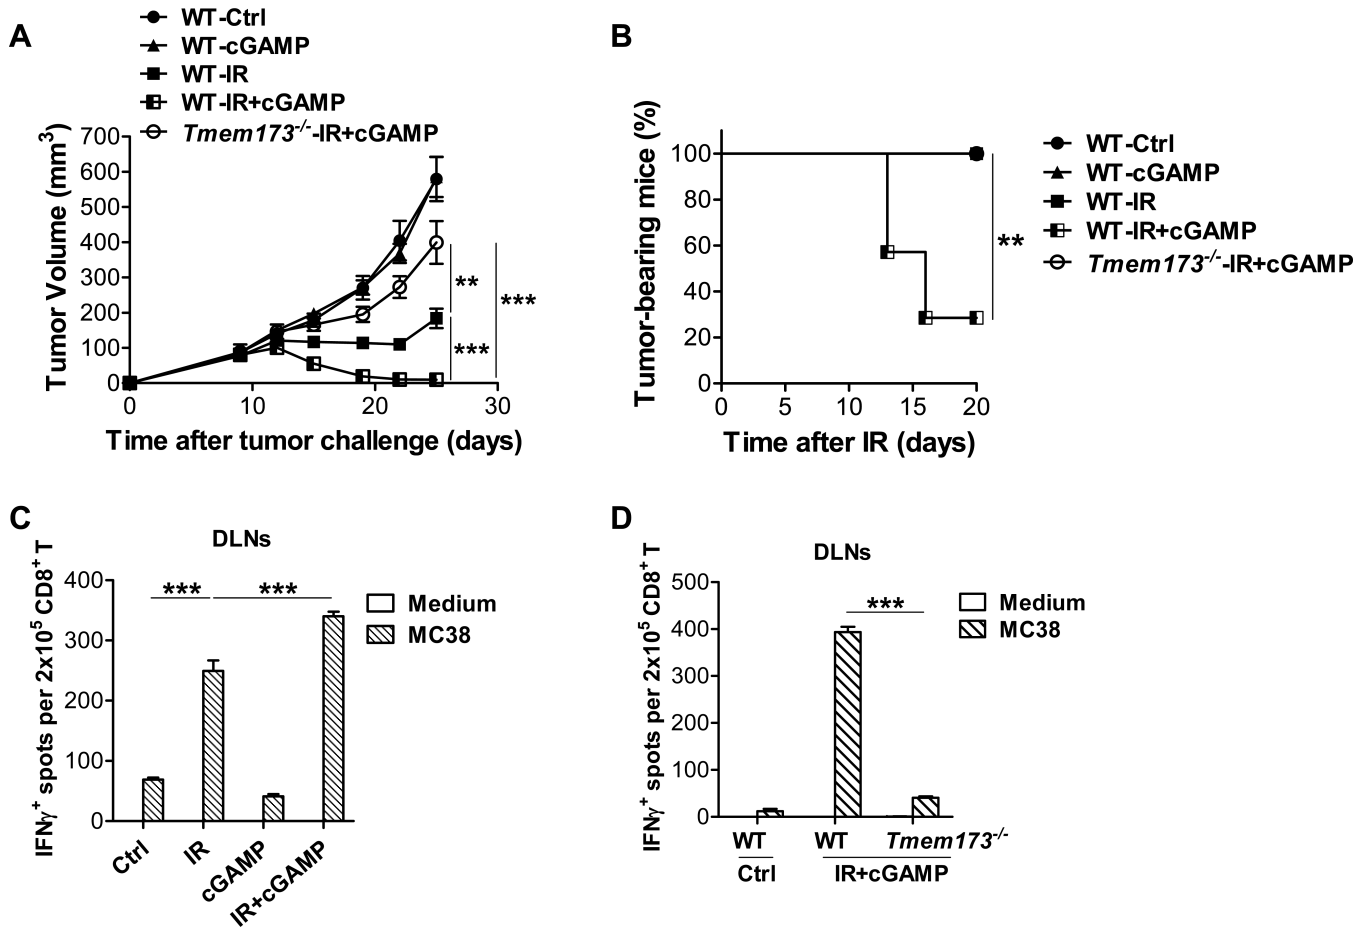 A
WT-Ctrl
WT-cGAMP
WT-IR
WT-IR+cGAMP
Tmem173-/--IR+cGAMP
Tumor Volume (mm3)
700
600
500
400
300
200
100
0
0 10 20 30
Time after tumor challenge (days)
**
***
***
B
Tumor-bearing mice (%)
100
80
60
40
20
0
0 5 10 15 20
Time after IR (days)
**
WT-Ctrl
WT-cGAMP
WT-IR
WT-IR+cGAMP
Tmem173-/--IR+cGAMP
C
DLNs
IFNγ+ spots per 2x105 CD8+ T
400
300
200
100
0
*** ***
Ctrl IR cGAMP IR+cGAMP
Medium
MC38
D
DLNs
IFNγ+ spots per 2x105 CD8+ T
500
400
300
200
100
0
***
WT WT Tmem173-/-
Ctrl IR+cGAMP
Medium
MC38